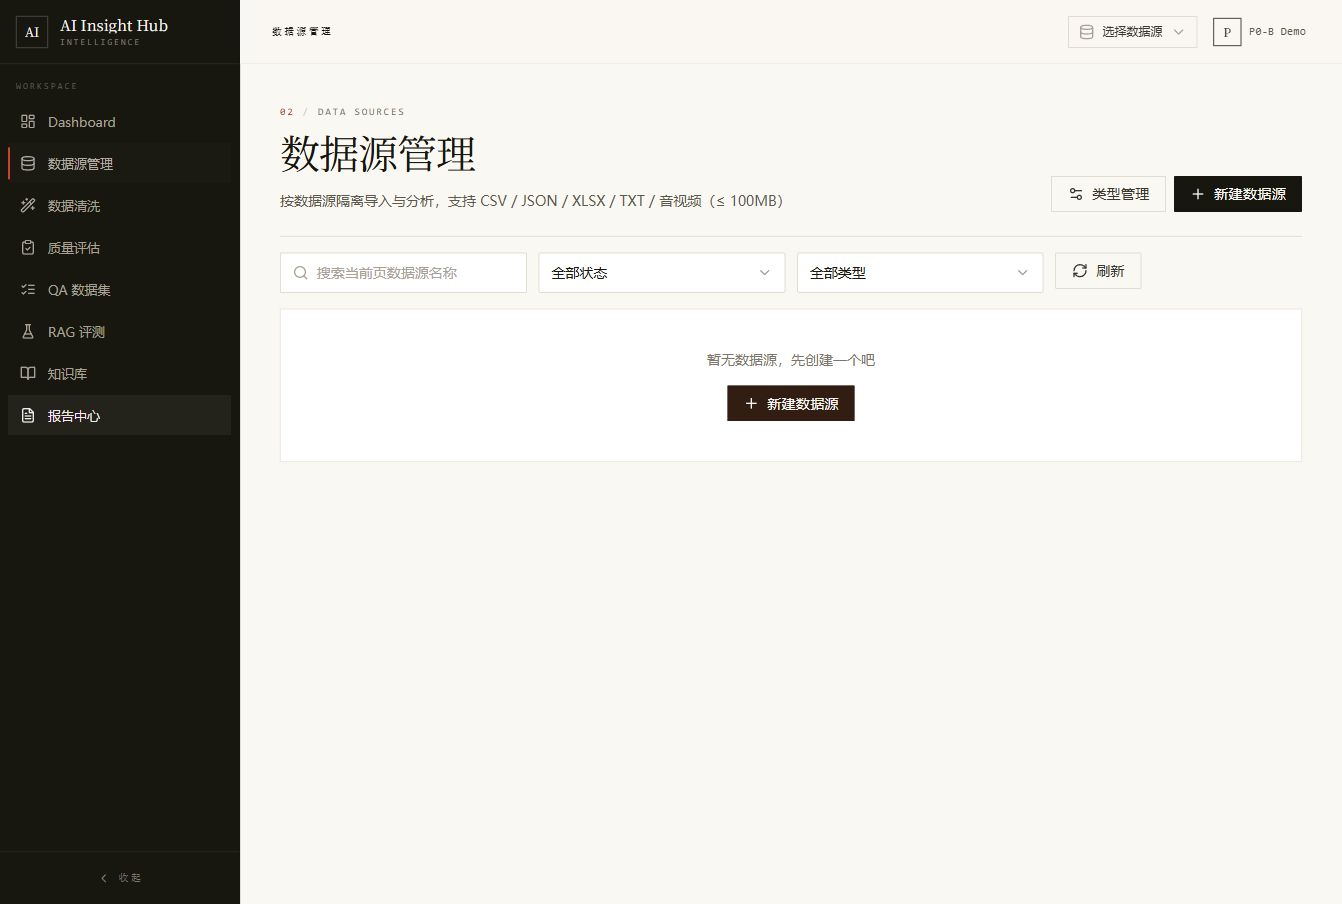 AI
AI Insight Hub
INTELLIGENCE
WORKSPACE
Dashboard
数据源管理
数据清洗
质量评估
QA 数据集
RAG 评测
知识库
报告中心
收起
数据源管理
选择数据源
P
P0-B Demo
02 / DATA SOURCES
数据源管理
按数据源隔离导入与分析，支持 CSV / JSON / XLSX / TXT / 音视频（≤ 100MB）
类型管理
新建数据源
搜索当前页数据源名称
全部状态
全部类型
刷新
暂无数据源，先创建一个吧
新建数据源